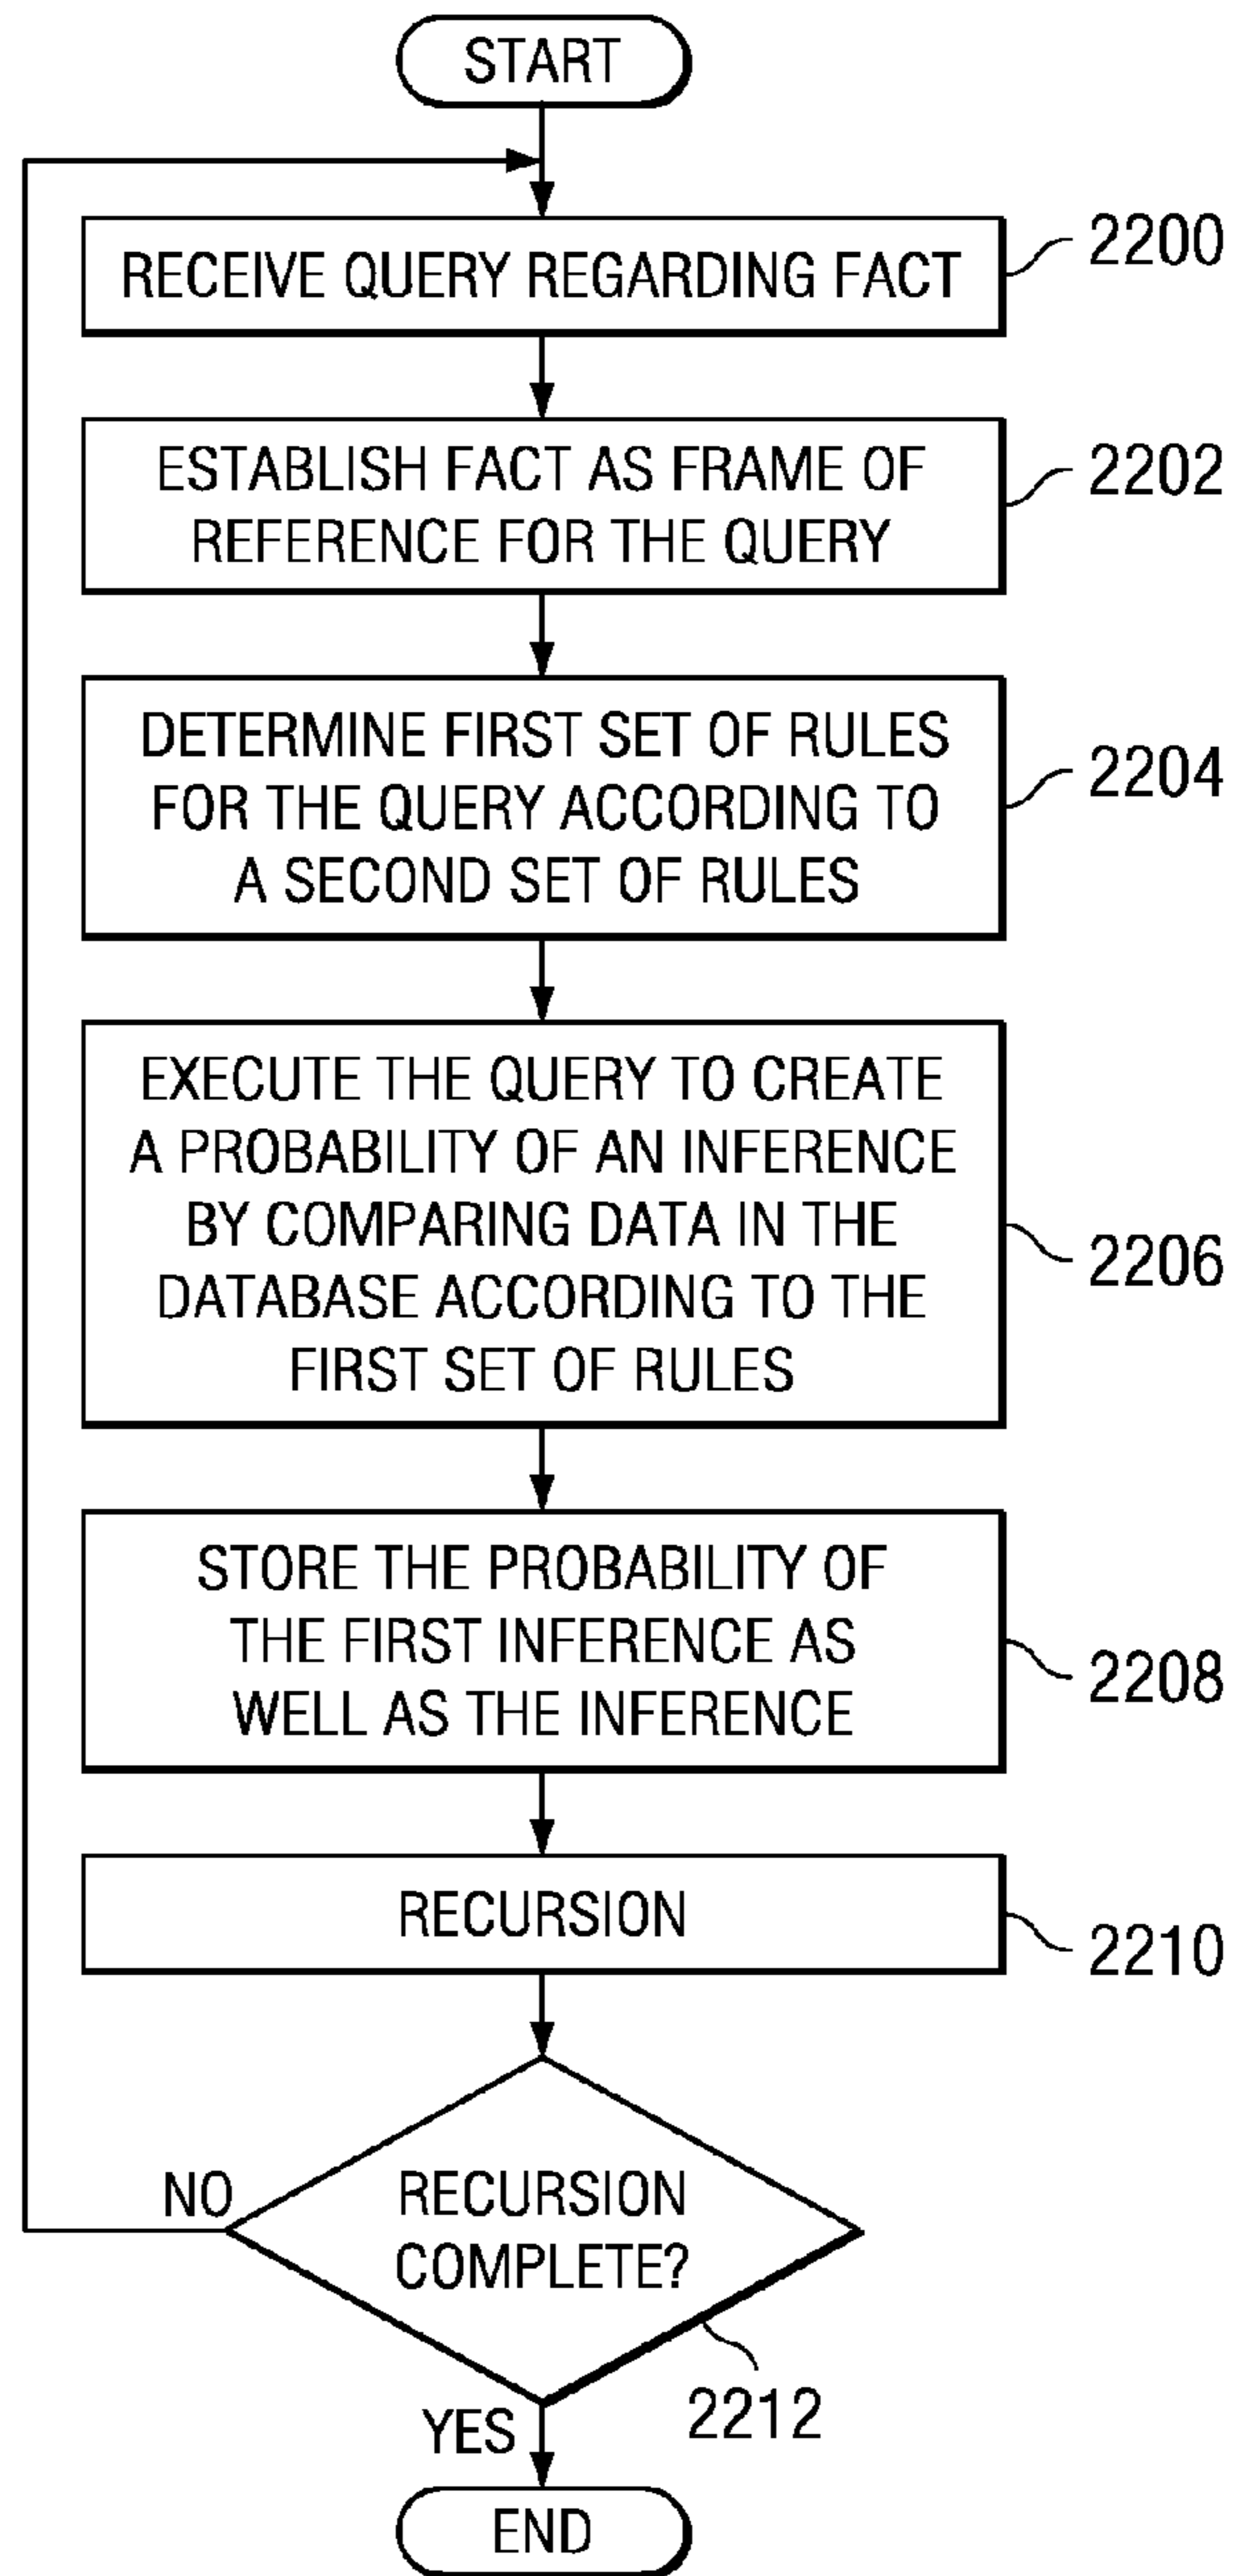 START
RECEIVE QUERY REGARDING FACT
2200
ESTABLISH FACT AS FRAME OF
REFERENCE FOR THE QUERY
2202
DETERMINE FIRST SET OF RULES
FOR THE QUERY ACCORDING TO
A SECOND SET OF RULES
2204
EXECUTE THE QUERY TO CREATE
A PROBABILITY OF AN INFERENCE
BY COMPARING DATA IN THE
DATABASE ACCORDING TO THE
FIRST SET OF RULES
2206
STORE THE PROBABILITY OF
THE FIRST INFERENCE AS
WELL AS THE INFERENCE
2208
RECURSION
2210
NO
RECURSION
COMPLETE?
2212
YES
END